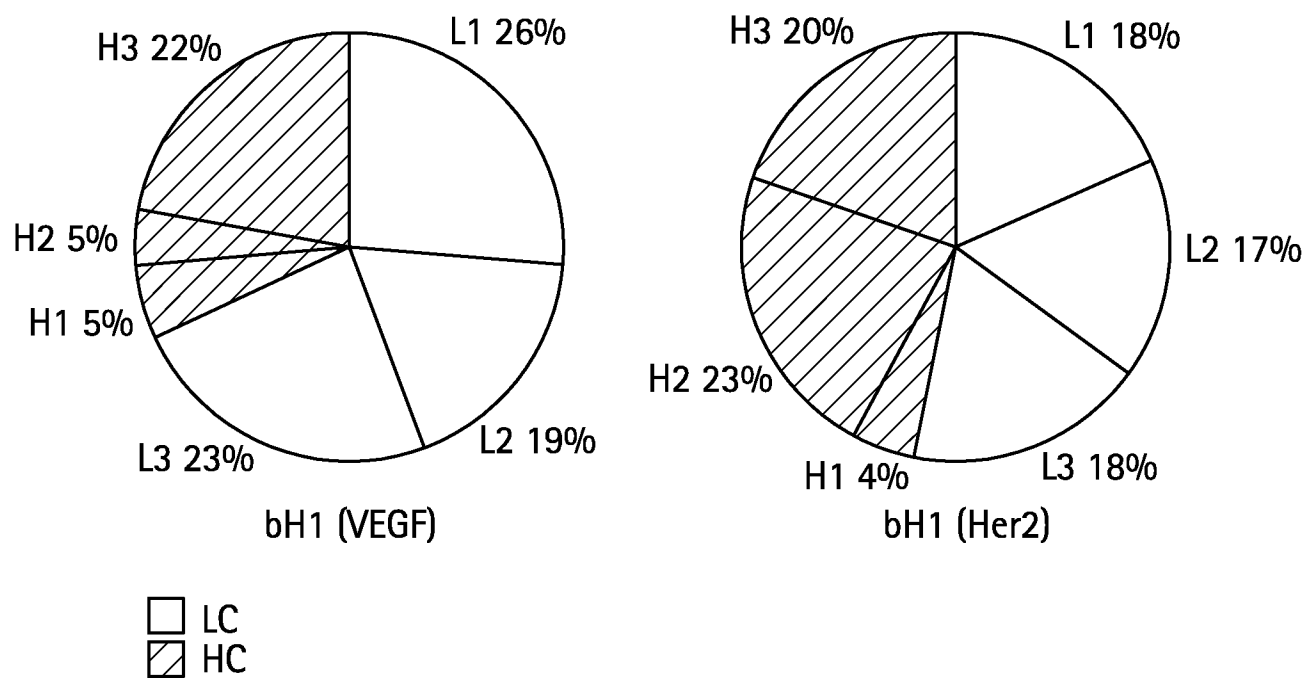 H3 22%
L1 26%
H2 5%
H1 5%
L3 23%
L2 19%
bH1 (VEGF)
H3 20%
L1 18%
L2 17%
H2 23%
H1 4%
L3 18%
bH1 (Her2)
LC
HC